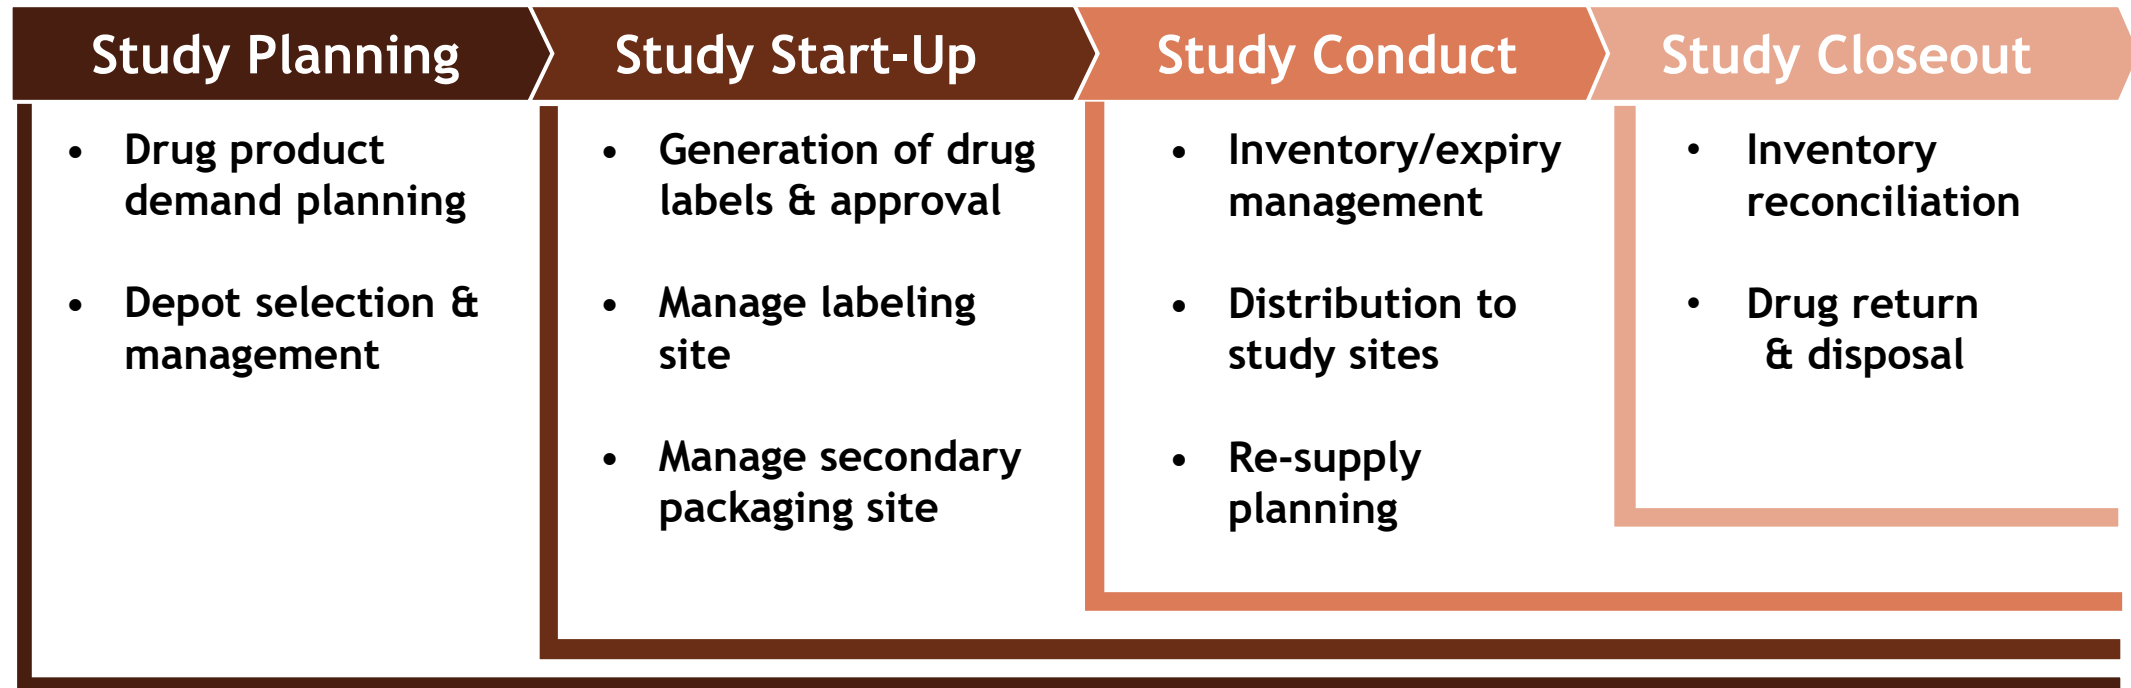 Study Planning
Study Start-Up
Study Conduct
Study Closeout
• Drug product
demand planning
• Depot selection &
management
• Generation of drug
labels & approval
• Manage labeling
site
• Manage secondary
packaging site
• Inventory/expiry
management
• Distribution to
study sites
• Re-supply
planning
• Inventory
reconciliation
• Drug return
& disposal